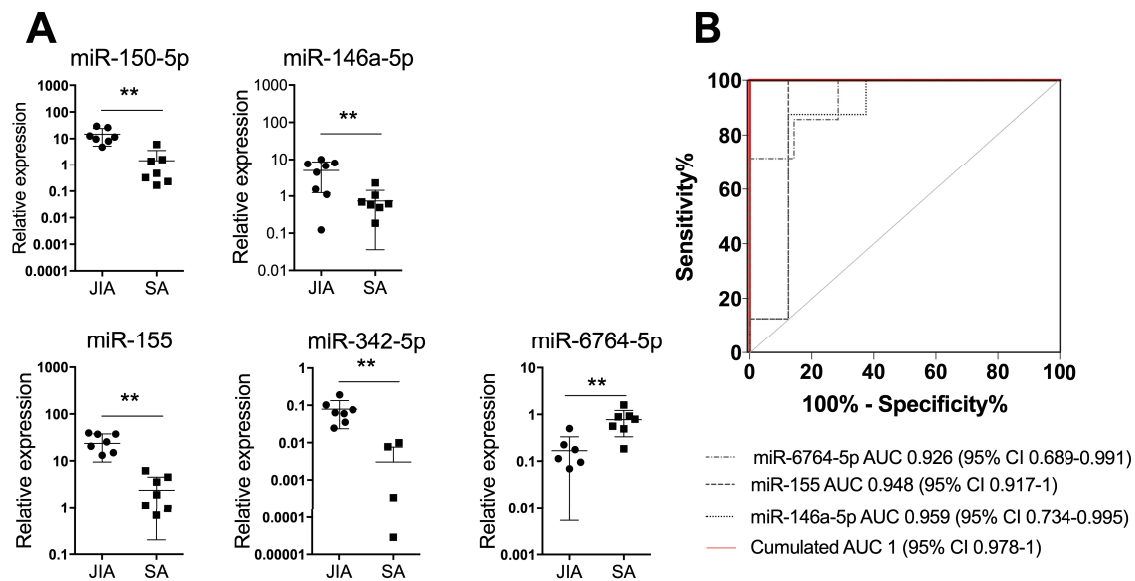 A
miR-150-5p
Relative expression
1000
100
10
1
0.1
0.01
0.001
0.0001
**
JIA
SA
miR-146a-5p
Relative expression
1000
1
10
1
0.1
0.01
**
JIA
SA
miR-155
Relative expression
1000
100
10
1
0.1
**
JIA
SA
miR-342-5p
Relative expression
1
0.1
0.01
0.001
0.0001
0.00001
**
JIA
SA
miR-6764-5p
Relative expression
10
1
0.1
0.01
0.001
**
JIA
SA
B
Sensitivity%
100
80
60
40
20
0
0
20
40
60
80
100
100% - Specificity%
miR-6764-5p AUC 0.926 (95% CI 0.689-0.991)
miR-155 AUC 0.948 (95% CI 0.917-1)
miR-146a-5p AUC 0.959 (95% CI 0.734-0.995)
Cumulated AUC 1 (95% CI 0.978-1)